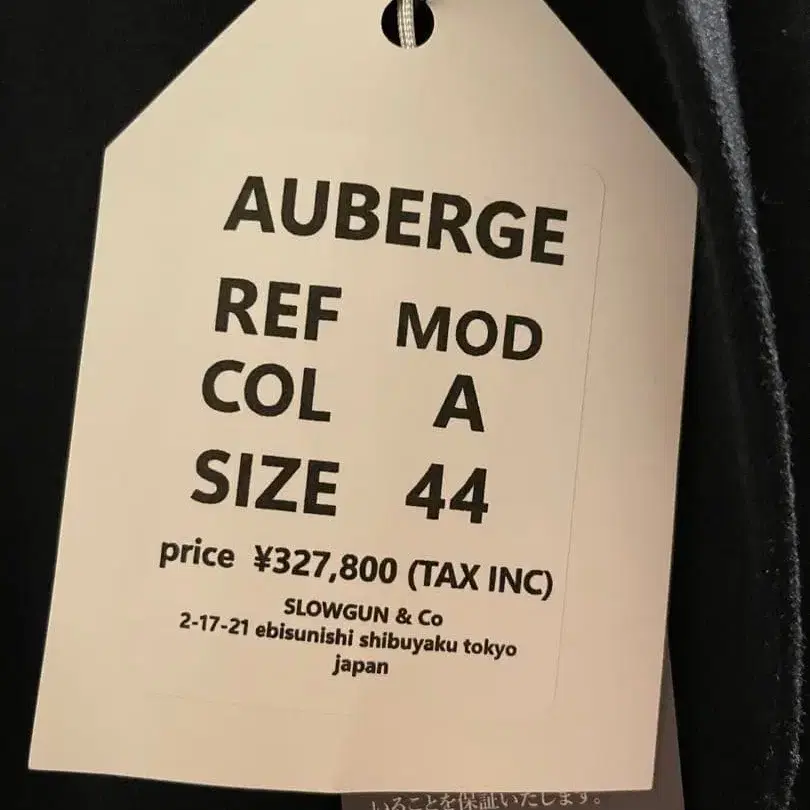 AUBERGE
REF MOD
COL A
SIZE 44
price ¥327,800 (TAX INC)
SLOWGUN & Co
2-17-21 ebisunishi shibuyaku tokyo
japan
いることを保証いたします。